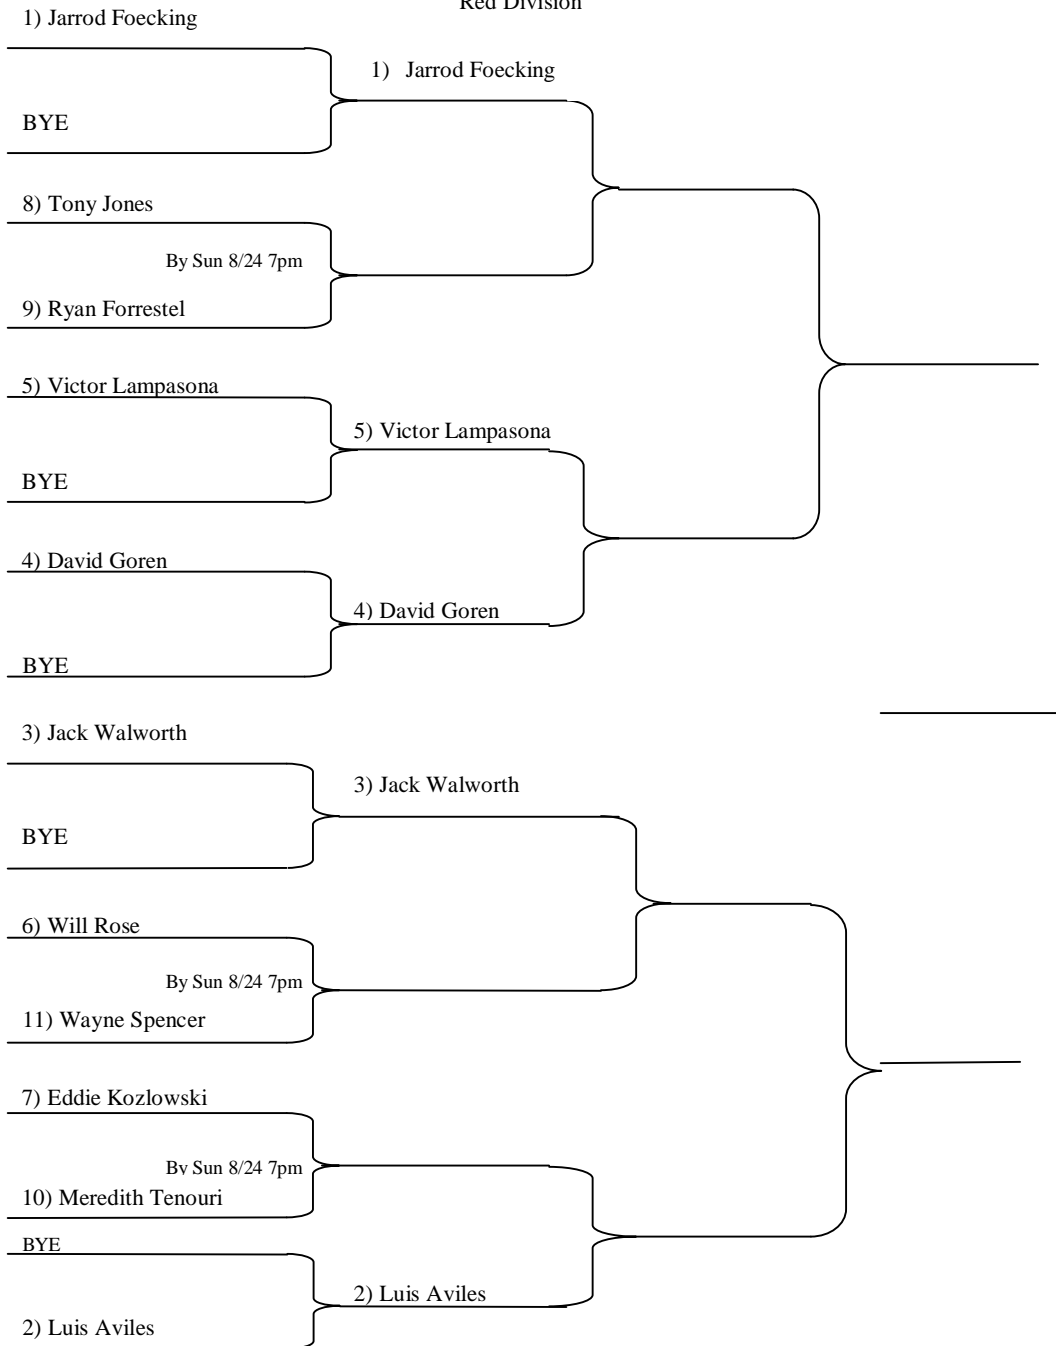 Red Division
1) Jarrod Foecking
1) Jarrod Foecking
BYE
8) Tony Jones
By Sun 8/24 7pm
9) Ryan Forrestel
5) Victor Lampasona
5) Victor Lampasona
BYE
4) David Goren
4) David Goren
BYE
3) Jack Walworth
3) Jack Walworth
BYE
6) Will Rose
By Sun 8/24 7pm
11) Wayne Spencer
7) Eddie Kozlowski
By Sun 8/24 7pm
10) Meredith Tenouri
BYE
2) Luis Aviles
2) Luis Aviles